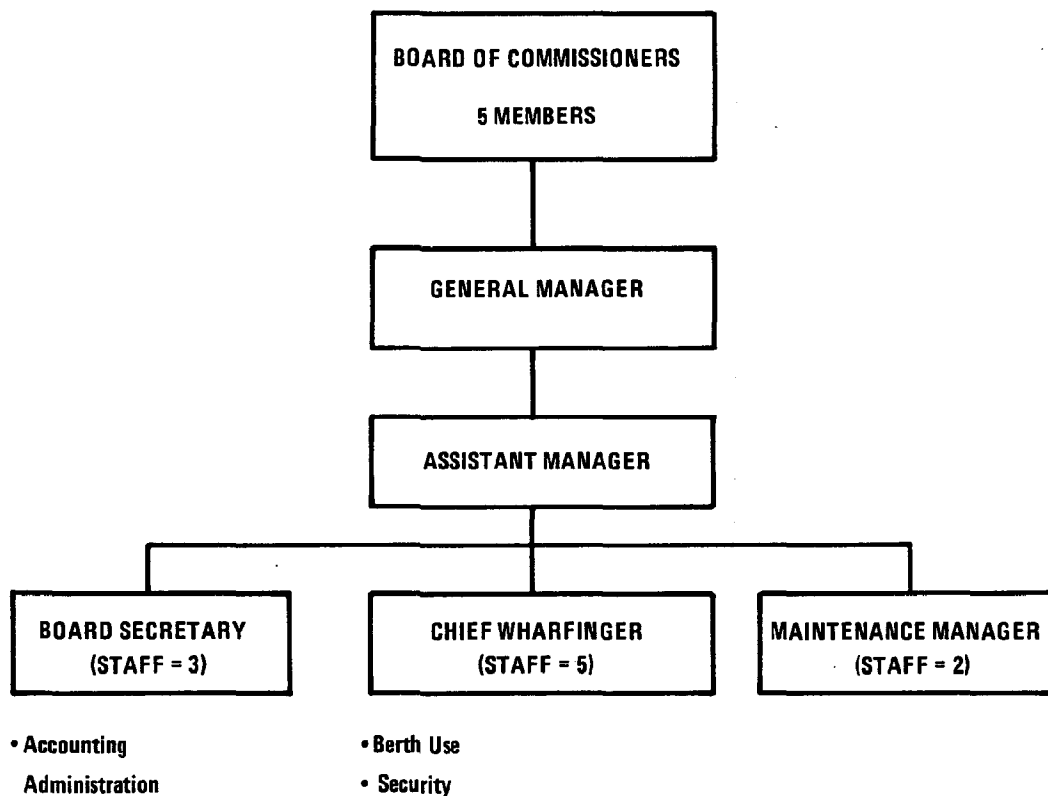 BOARD OF COMMISSIONERS
5 MEMBERS
GENERAL MANAGER
ASSISTANT MANAGER
BOARD SECRETARY
(STAFF = 3)
CHIEF WHARFINGER
(STAFF = 5)
MAINTENANCE MANAGER
(STAFF = 2)
• Accounting
Administration
• Berth Use
• Security